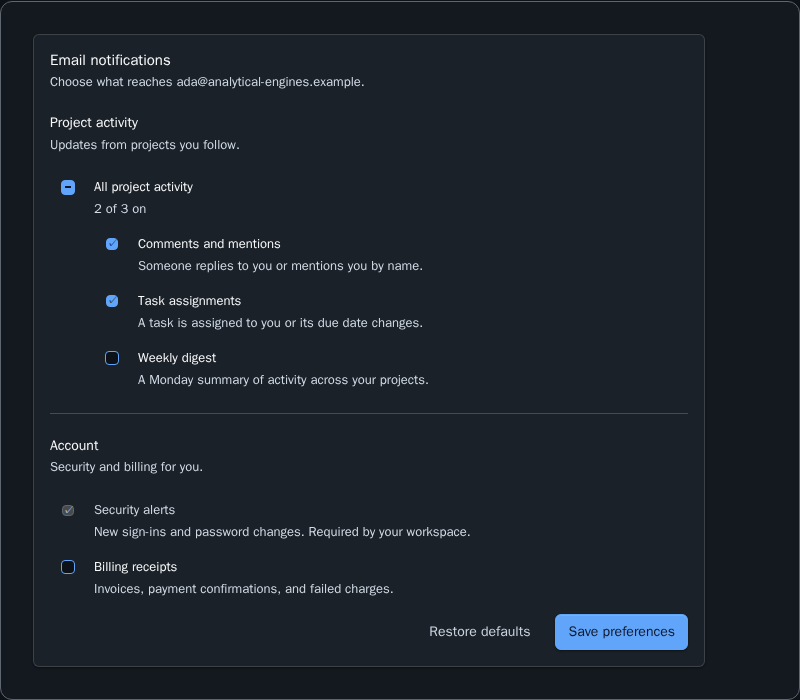 Email notifications
Choose what reaches ada@analytical-engines.example.
Project activity
Updates from projects you follow.
All project activity
2 of 3 on
Comments and mentions
Someone replies to you or mentions you by name.
Task assignments
A task is assigned to you or its due date changes.
Weekly digest
A Monday summary of activity across your projects.
Account
Security and billing for you.
Security alerts
New sign-ins and password changes. Required by your workspace.
Billing receipts
Invoices, payment confirmations, and failed charges.
Restore defaults
Save preferences